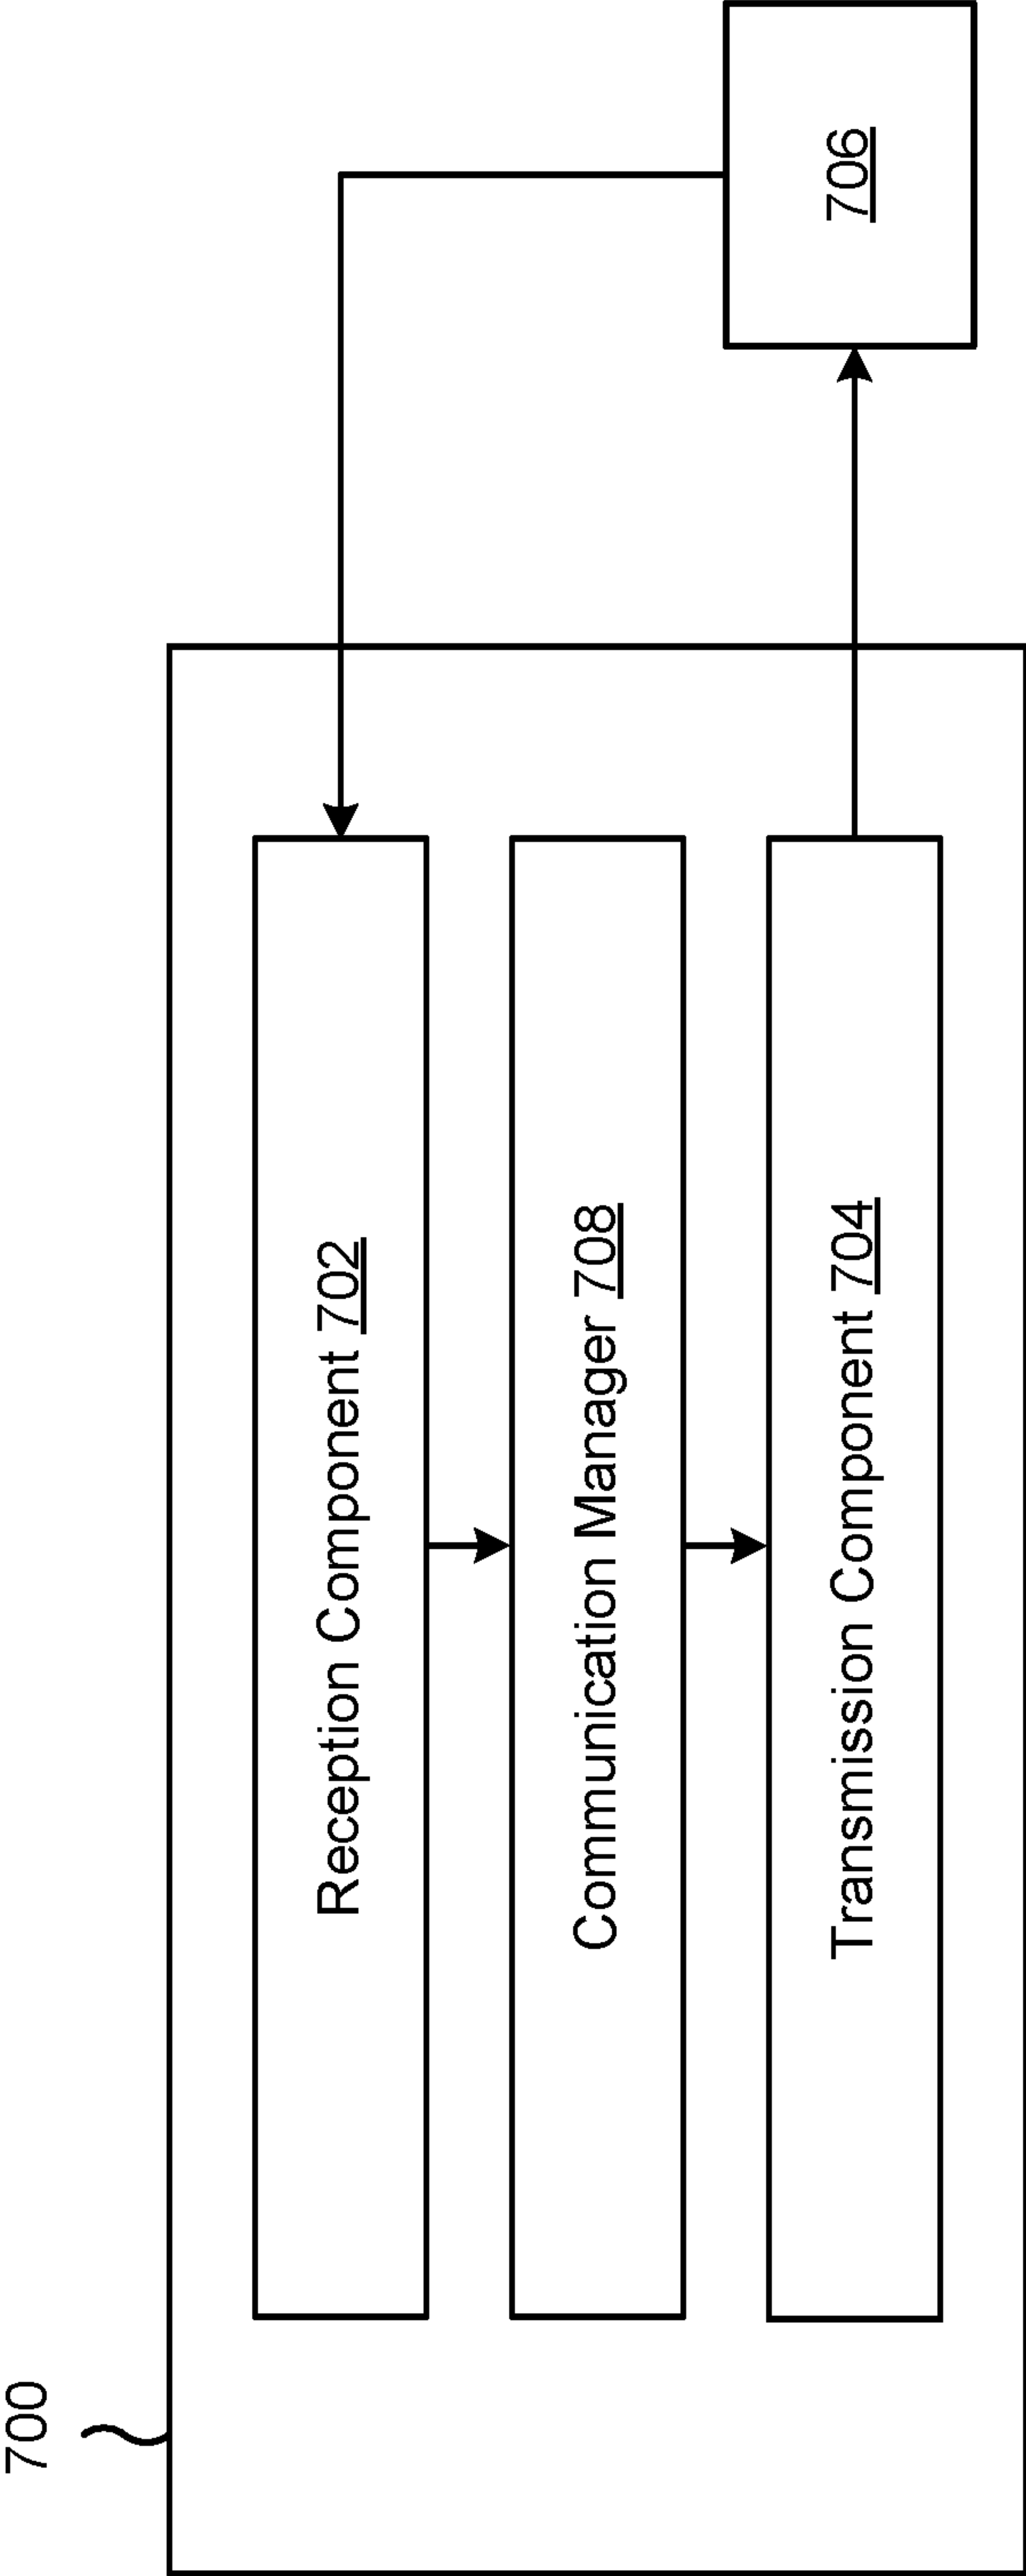 700
Reception Component 702
Communication Manager 708
Transmission Component 704
706